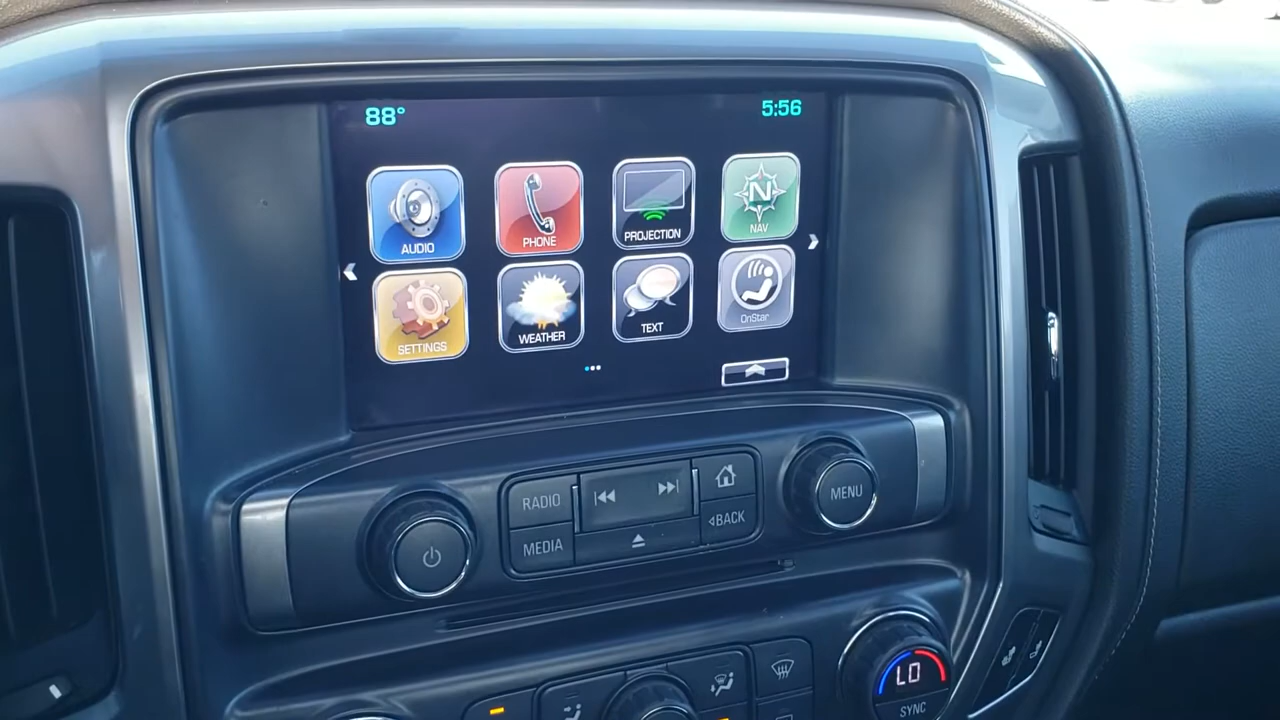 88° 5:56
AUDIO PHONE PROJECTION N NAV
SETTINGS WEATHER TEXT OnStar
RADIO
MENU
MEDIA BACK
LO
SYNC